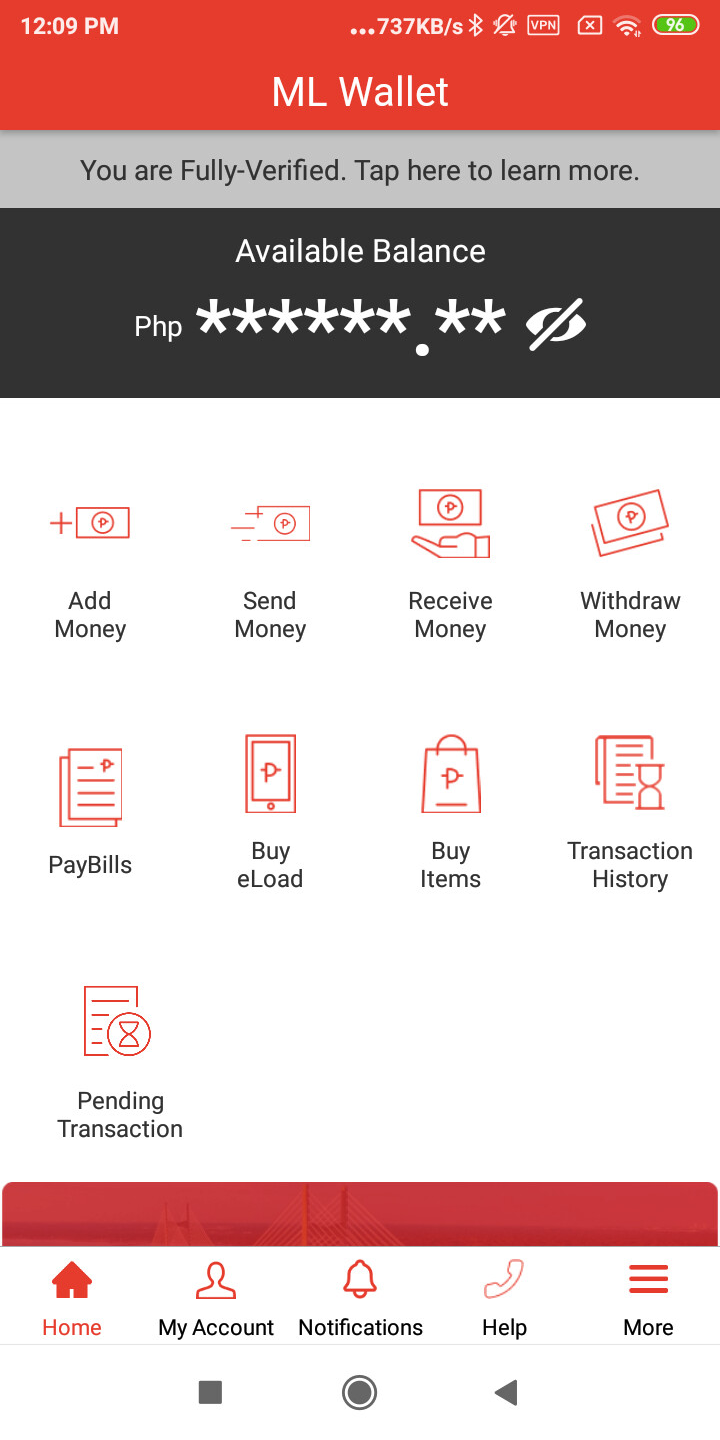 12:09 PM ...737KB/s VPN 96
ML Wallet
You are Fully-Verified. Tap here to learn more.
Available Balance
Php ******.**
Add Send Receive Withdraw
Money Money Money Money
PayBills
Buy Buy Transaction
eLoad Items History
Pending
Transaction
Home My Account Notifications Help More